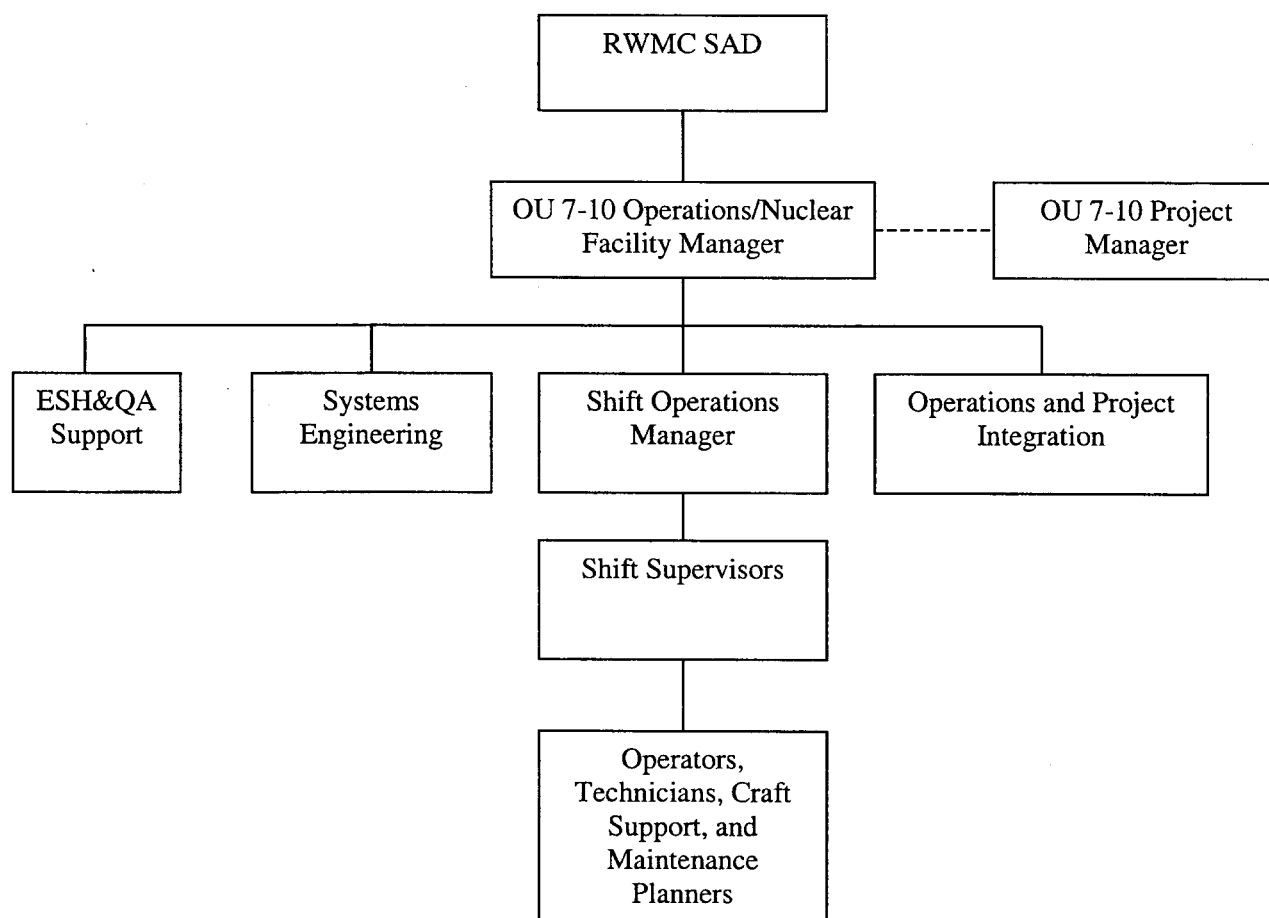 RWMC SAD
OU 7-10 Operations/Nuclear
Facility Manager
OU 7-10 Project
Manager
ESH&QA
Support
Systems
Engineering
Shift Operations
Manager
Operations and Project
Integration
Shift Supervisors
Operators,
Technicians, Craft
Support, and
Maintenance
Planners